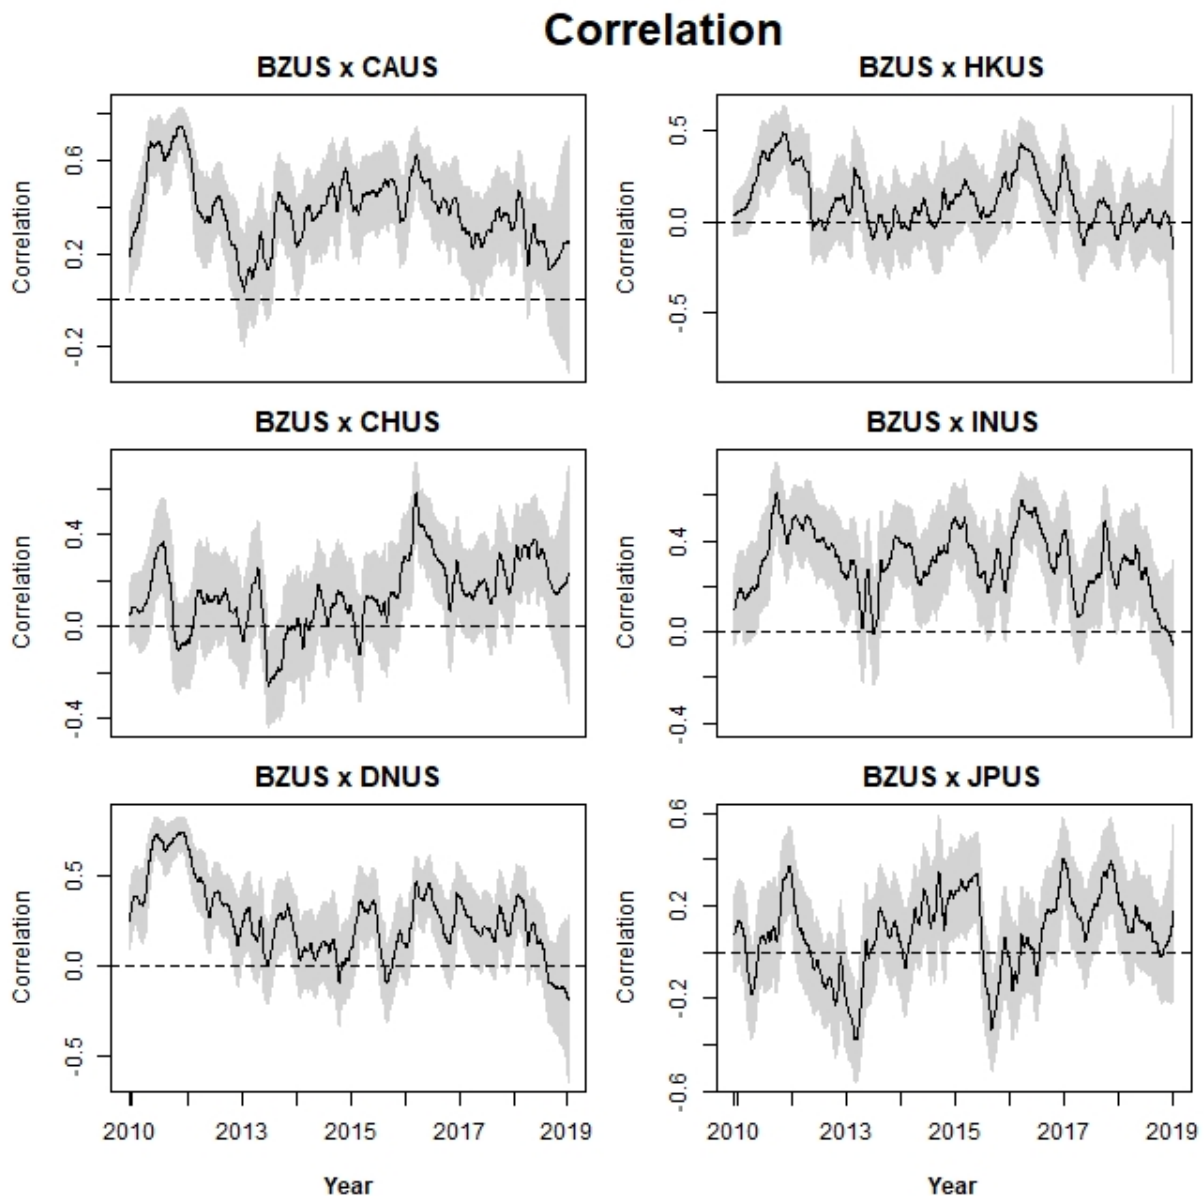 Correlation
BZUS x CAUS
Correlation
0.6
0.2
-0.2
BZUS x HKUS
Correlation
0.5
0.0
-0.5
BZUS x CHUS
Correlation
0.4
0.0
-0.4
BZUS x INUS
Correlation
0.4
0.0
-0.4
BZUS x DNUS
Correlation
0.5
0.0
-0.5
2010 2013 2015 2017 2019
Year
BZUS x JPUS
Correlation
0.6
0.2
-0.2
-0.6
2010 2013 2015 2017 2019
Year